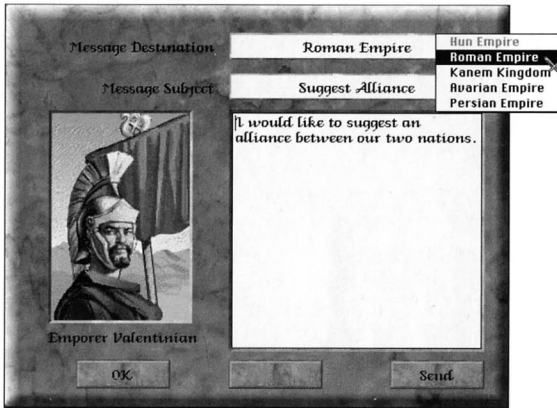 Message Destination
Roman Empire
Hun Empire
Roman Empire
Kanem Kingdom
Avarian Empire
Persian Empire
Message Subject
Suggest Alliance
I would like to suggest an
alliance between our two nations.
Emporer Valentinian
OK
Send